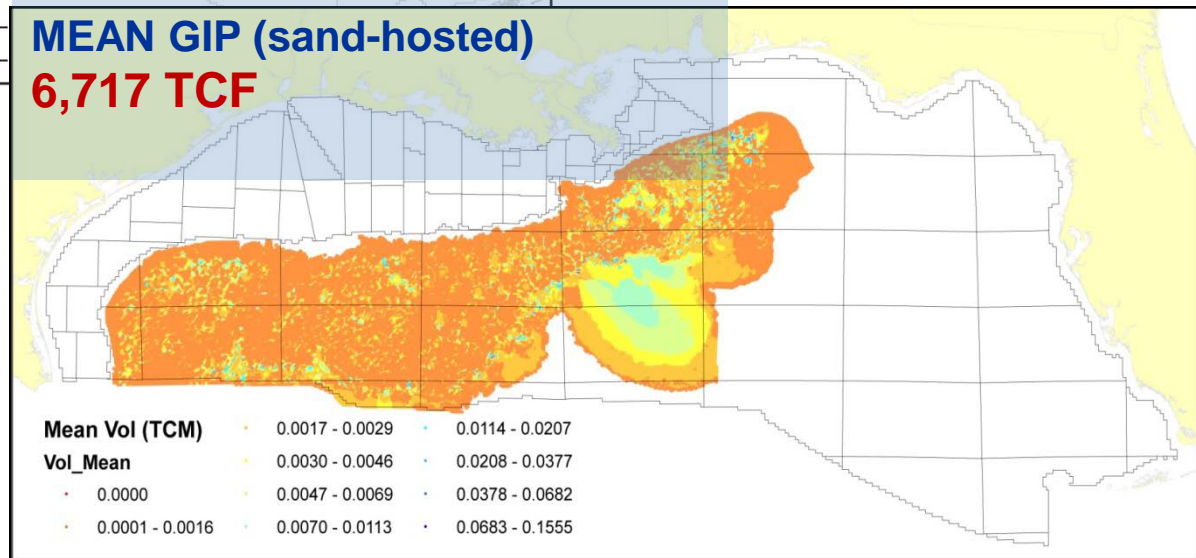 MEAN GIP (sand-hosted)
6,717 TCF
Mean Vol (TCM)
Vol_Mean
0.0000
0.0001 - 0.0016
0.0017 - 0.0029
0.0030 - 0.0046
0.0047 - 0.0069
0.0070 - 0.0113
0.0114 - 0.0207
0.0208 - 0.0377
0.0378 - 0.0682
0.0683 - 0.1555